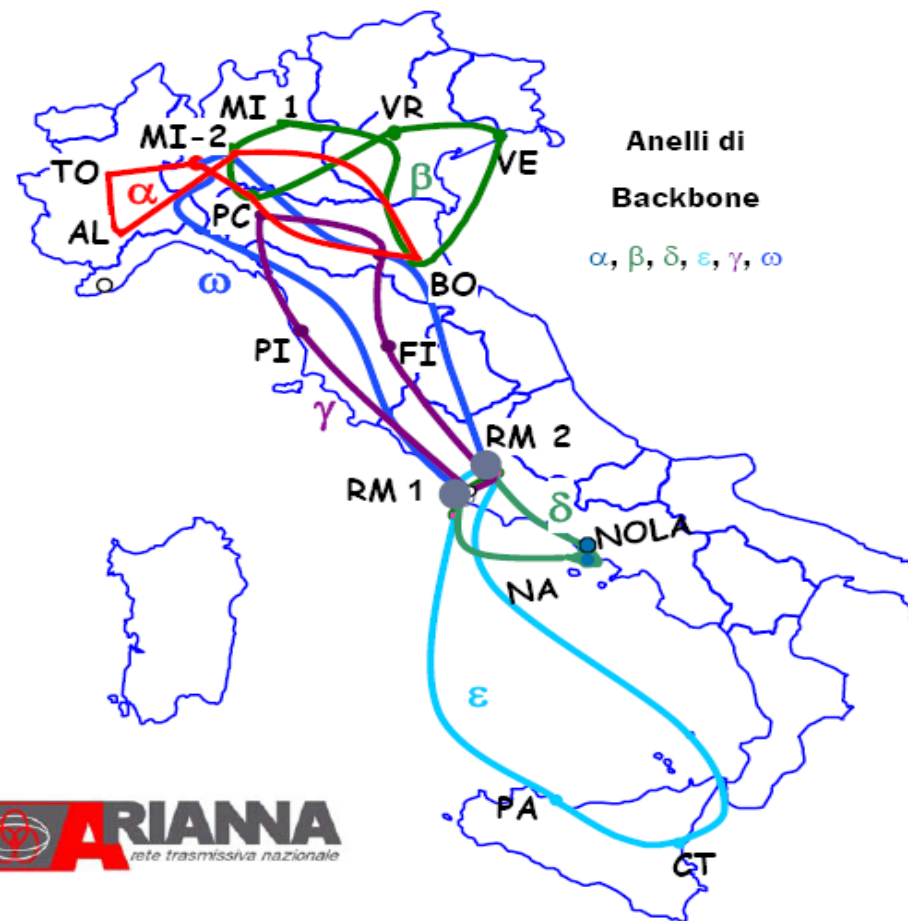 MI 1
VR
MI-2
VE
Anelli di
Backbone
α, β, δ, ε, γ, ω
TO
α
β
AL
PC
ω
BO
PI
FI
γ
RM 2
RM 1
δ
NOLA
NA
ε
PA
CT
ARIANNA
rete trasmissiva nazionale